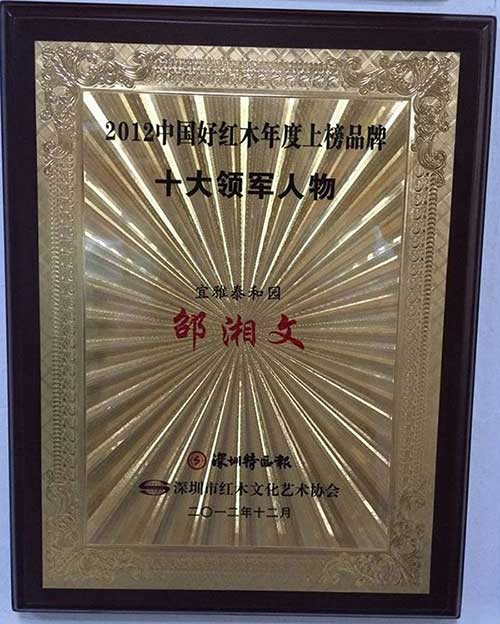 2012中国好红木年度上榜品牌
十大领军人物
宜雅泰和园
邰湘文
深圳特区报
深圳市红木文化艺术协会
二〇一二年十二月